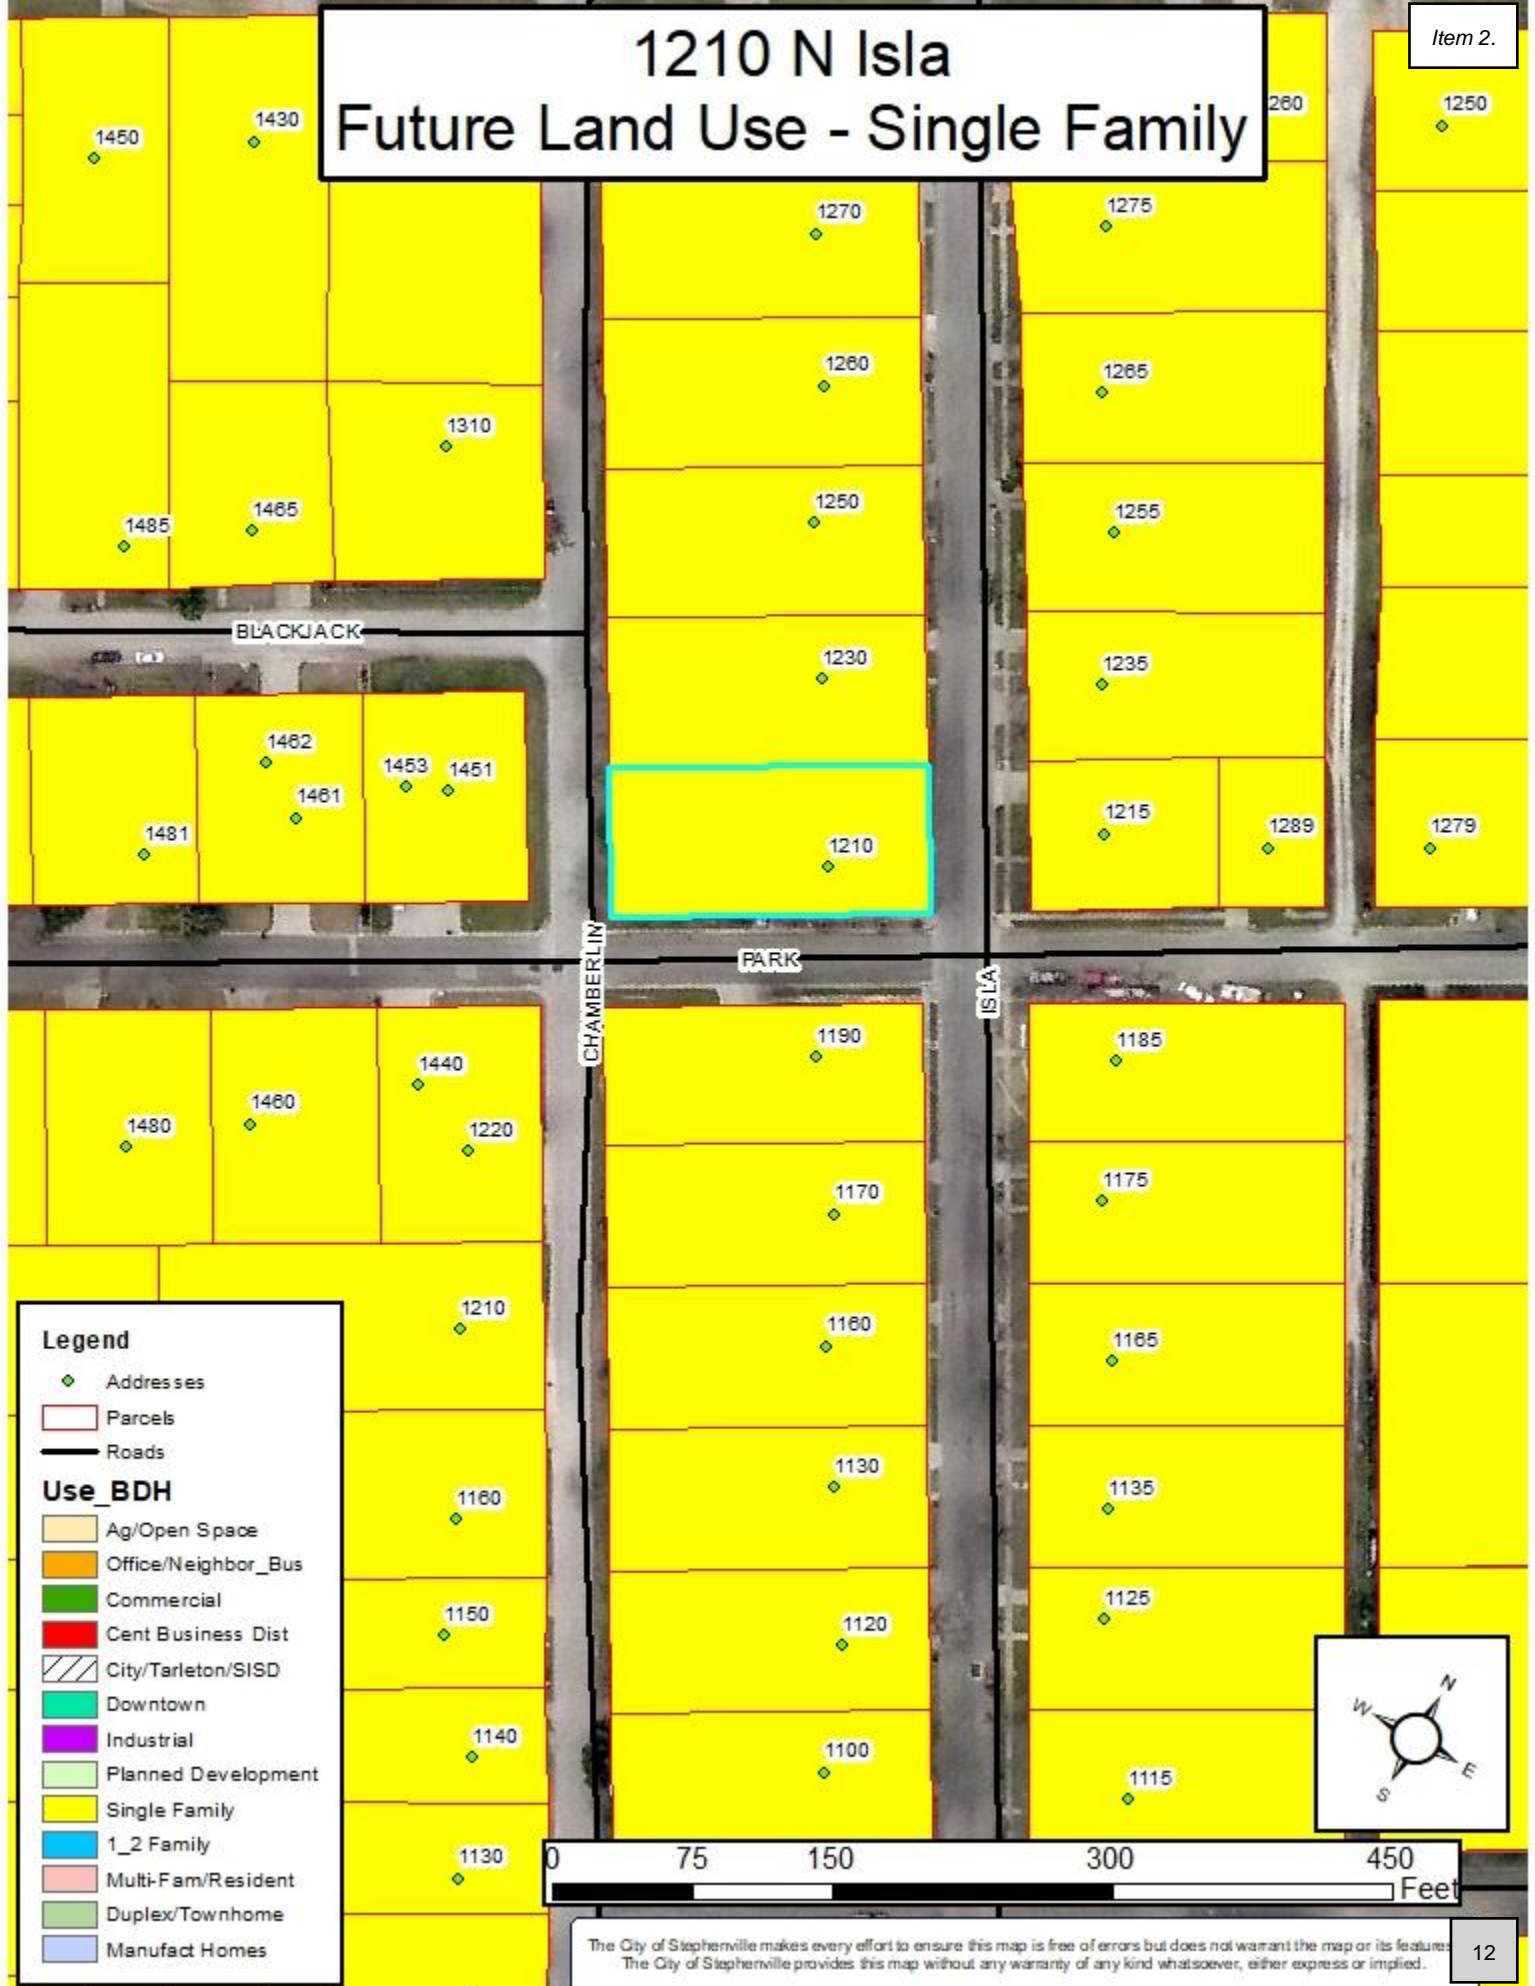 1210 N Isla
Future Land Use - Single Family
Item 2.
1450
1430
260
1250
1270
1275
1260
1265
1310
1250
1255
1485
1465
BLACKJACK
1230
1235
1462
1453
1451
1461
1481
1210
1215
1289
1279
CHAMBERLIN
PARK
ISLA
1190
1185
1440
1460
1480
1220
1170
1175
1210
1160
1165
1160
1130
1135
1150
1120
1125
1140
1100
1115
1130
Legend
Addresses
Parcels
Roads
Use_BDH
Ag/Open Space
Office/Neighbor_Bus
Commercial
Cent Business Dist
City/Tarleton/SISD
Downtown
Industrial
Planned Development
Single Family
1_2 Family
Multi-Fam/Resident
Duplex/Townhome
Manufact Homes
N
W
E
S
0 75 150 300 450
Feet
The City of Stephenville makes every effort to ensure this map is free of errors but does not warrant the map or its features
The City of Stephenville provides this map without any warranty of any kind whatsoever, either express or implied.
12